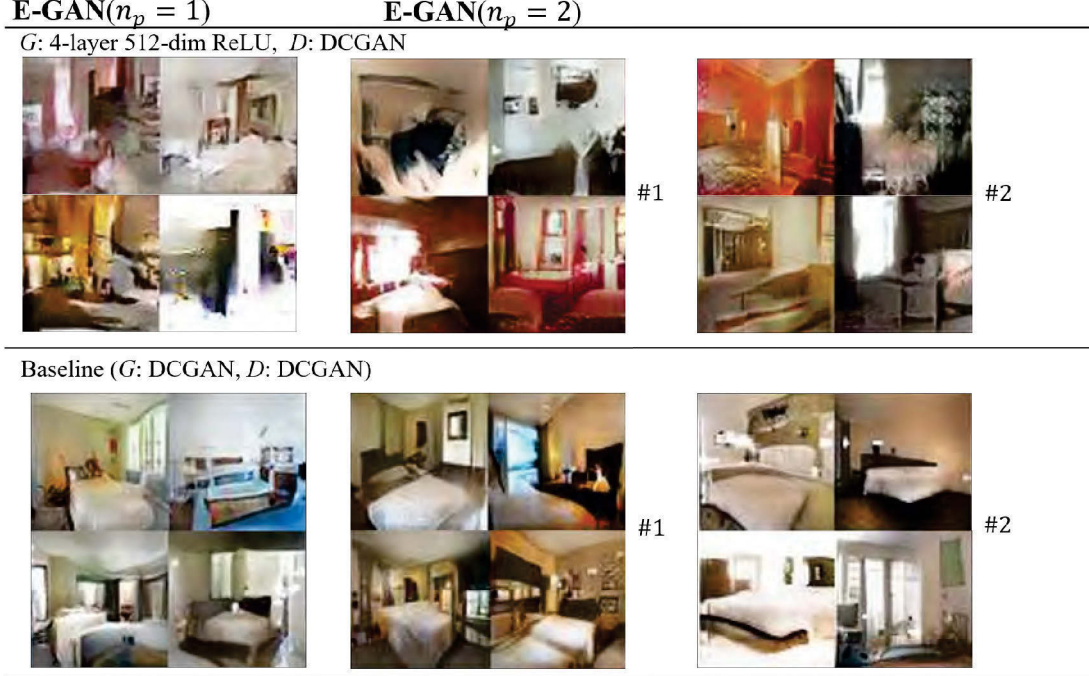 E-GAN(n_p = 1) E-GAN(n_p = 2)
G: 4-layer 512-dim ReLU, D: DCGAN
#1 #2
Baseline (G: DCGAN, D: DCGAN)
#1 #2